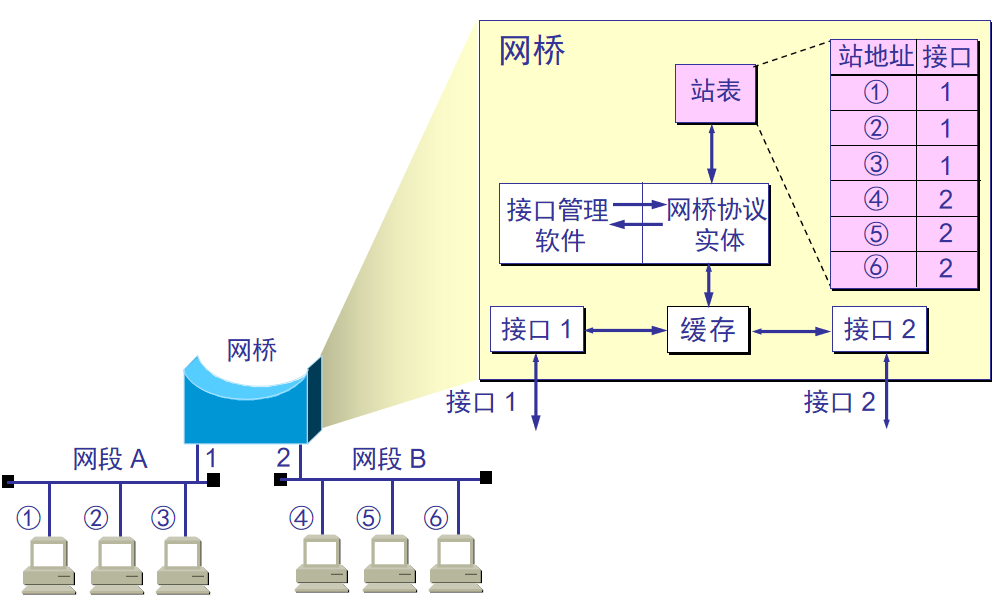 网桥
站表
站地址 接口
① 1
② 1
③ 1
④ 2
⑤ 2
⑥ 2
接口管理
软件
网桥协议
实体
接口 1
缓存
接口 2
接口 1
接口 2
网桥
网段 A
1
2
网段 B
①
②
③
④
⑤
⑥